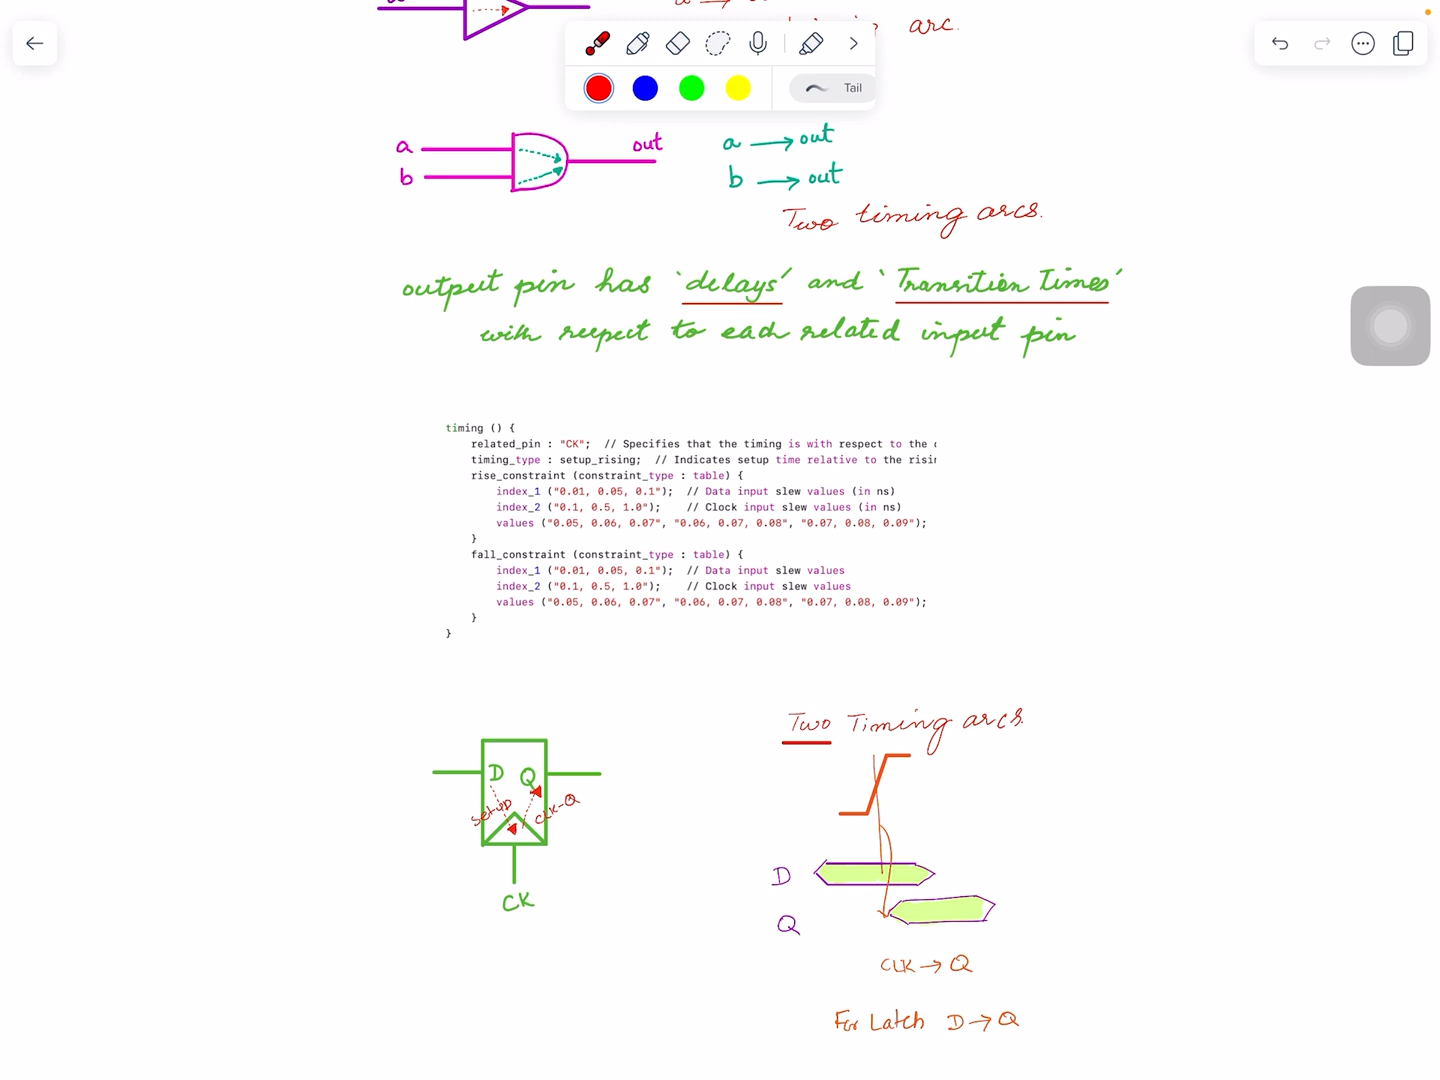 arc.
Tail
a
b
out
a → out
b → out
Two timing arcs.
output pin has 'delays' and 'Transition Times'
with respect to each related input pin
timing () {
related_pin : "CK"; // Specifies that the timing is with respect to the
timing_type : setup_rising; // Indicates setup time relative to the risin
rise_constraint (constraint_type : table) {
index_1 ("0.01, 0.05, 0.1"); // Data input slew values (in ns)
index_2 ("0.1, 0.5, 1.0"); // Clock input slew values (in ns)
values ("0.05, 0.06, 0.07", "0.06, 0.07, 0.08", "0.07, 0.08, 0.09");
}
fall_constraint (constraint_type : table) {
index_1 ("0.01, 0.05, 0.1"); // Data input slew values
index_2 ("0.1, 0.5, 1.0"); // Clock input slew values
values ("0.05, 0.06, 0.07", "0.06, 0.07, 0.08", "0.07, 0.08, 0.09");
}
}
Two Timing arcs.
D Q
setup
CLK-Q
CK
D
Q
CLK → Q
For Latch D → Q